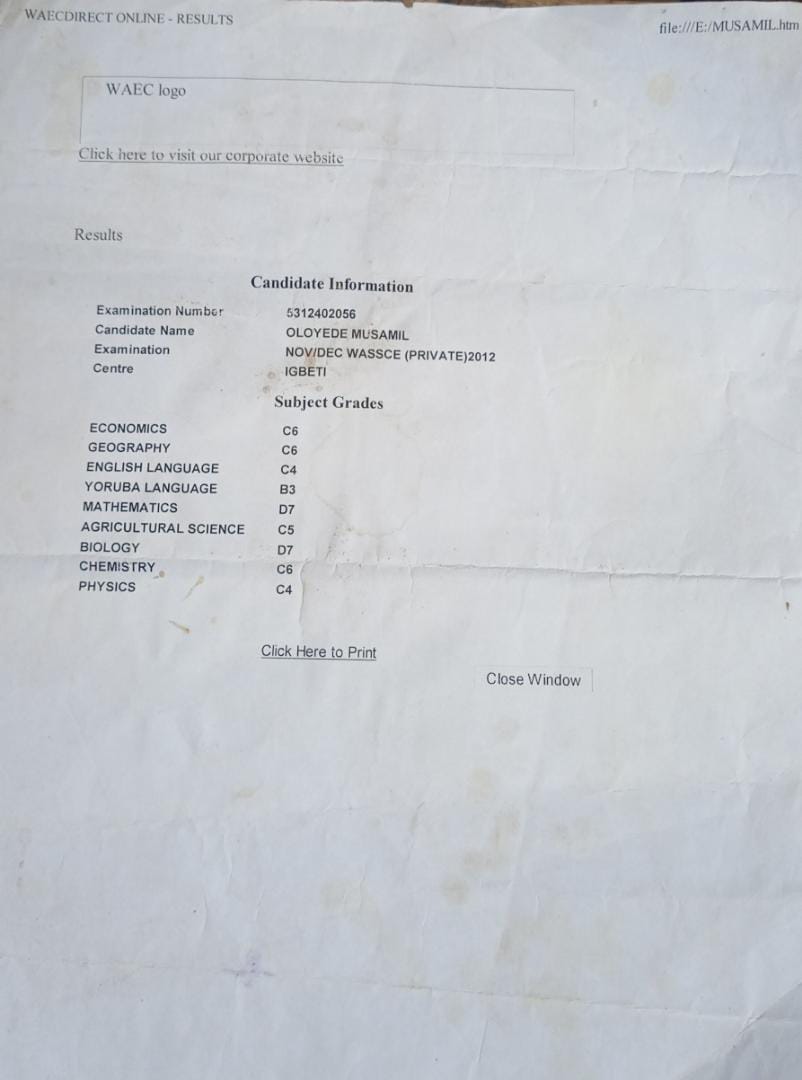 WAECDIRECT ONLINE - RESULTS file:///E:/MUSAMIL.htm
WAEC logo
Click here to visit our corporate website
Results
Candidate Information
Examination Number 5312402056
Candidate Name OLOYEDE MUSAMIL
Examination NOV/DEC WASSCE (PRIVATE)2012
Centre IGBETI
Subject Grades
ECONOMICS C6
GEOGRAPHY C6
ENGLISH LANGUAGE C4
YORUBA LANGUAGE B3
MATHEMATICS D7
AGRICULTURAL SCIENCE C5
BIOLOGY D7
CHEMISTRY C6
PHYSICS C4
Click Here to Print
Close Window